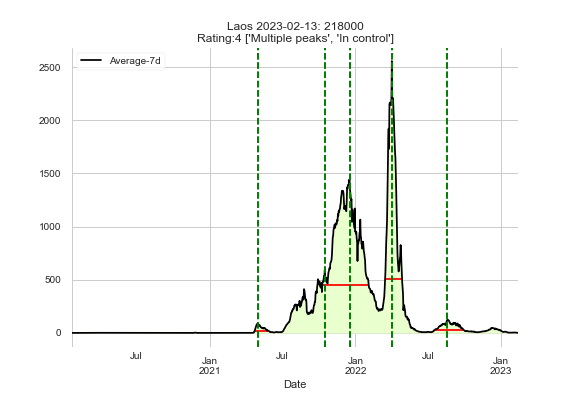 Laos 2023-02-13: 218000
Rating:4 ['Multiple peaks', 'In control']
Average-7d
2500
2000
1500
1000
500
0
Jul Jan Jul Jan Jul Jan
2021 2022 2023
Date